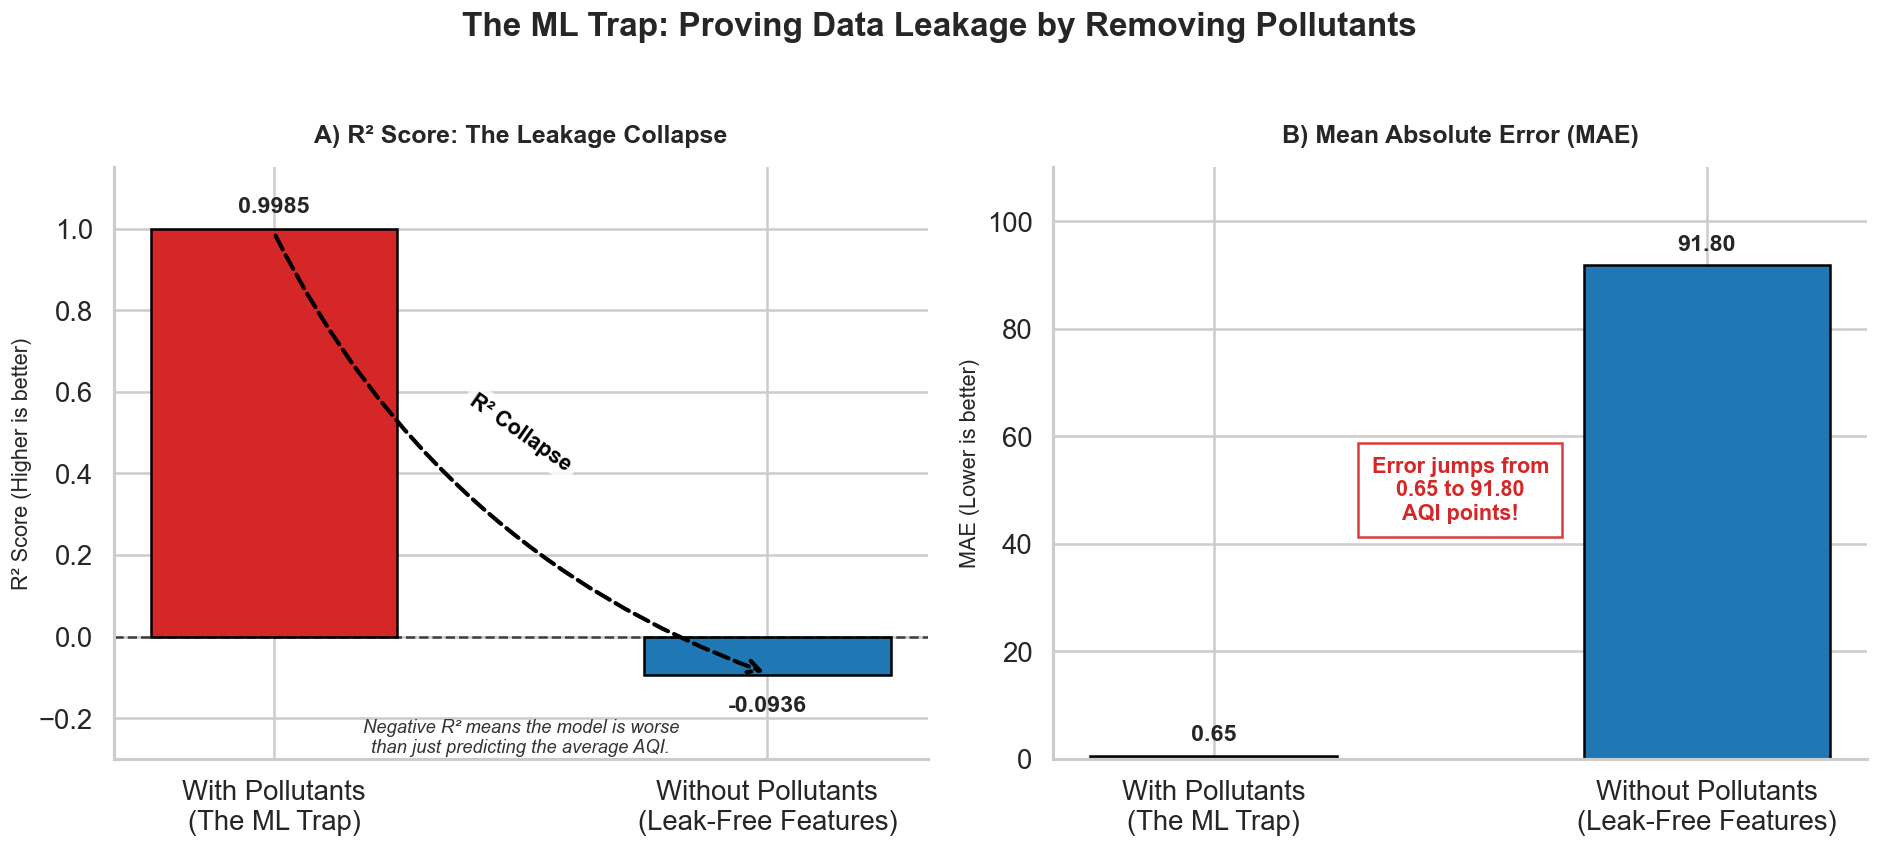 The ML Trap: Proving Data Leakage by Removing Pollutants
A) R² Score: The Leakage Collapse
R² Score (Higher is better)
1.0
0.8
0.6
0.4
0.2
0.0
−0.2
0.9985
R² Collapse
-0.0936
Negative R² means the model is worse
than just predicting the average AQI.
With Pollutants
(The ML Trap)
Without Pollutants
(Leak-Free Features)
B) Mean Absolute Error (MAE)
MAE (Lower is better)
100
80
60
40
20
0
91.80
Error jumps from
0.65 to 91.80
AQI points!
0.65
With Pollutants
(The ML Trap)
Without Pollutants
(Leak-Free Features)